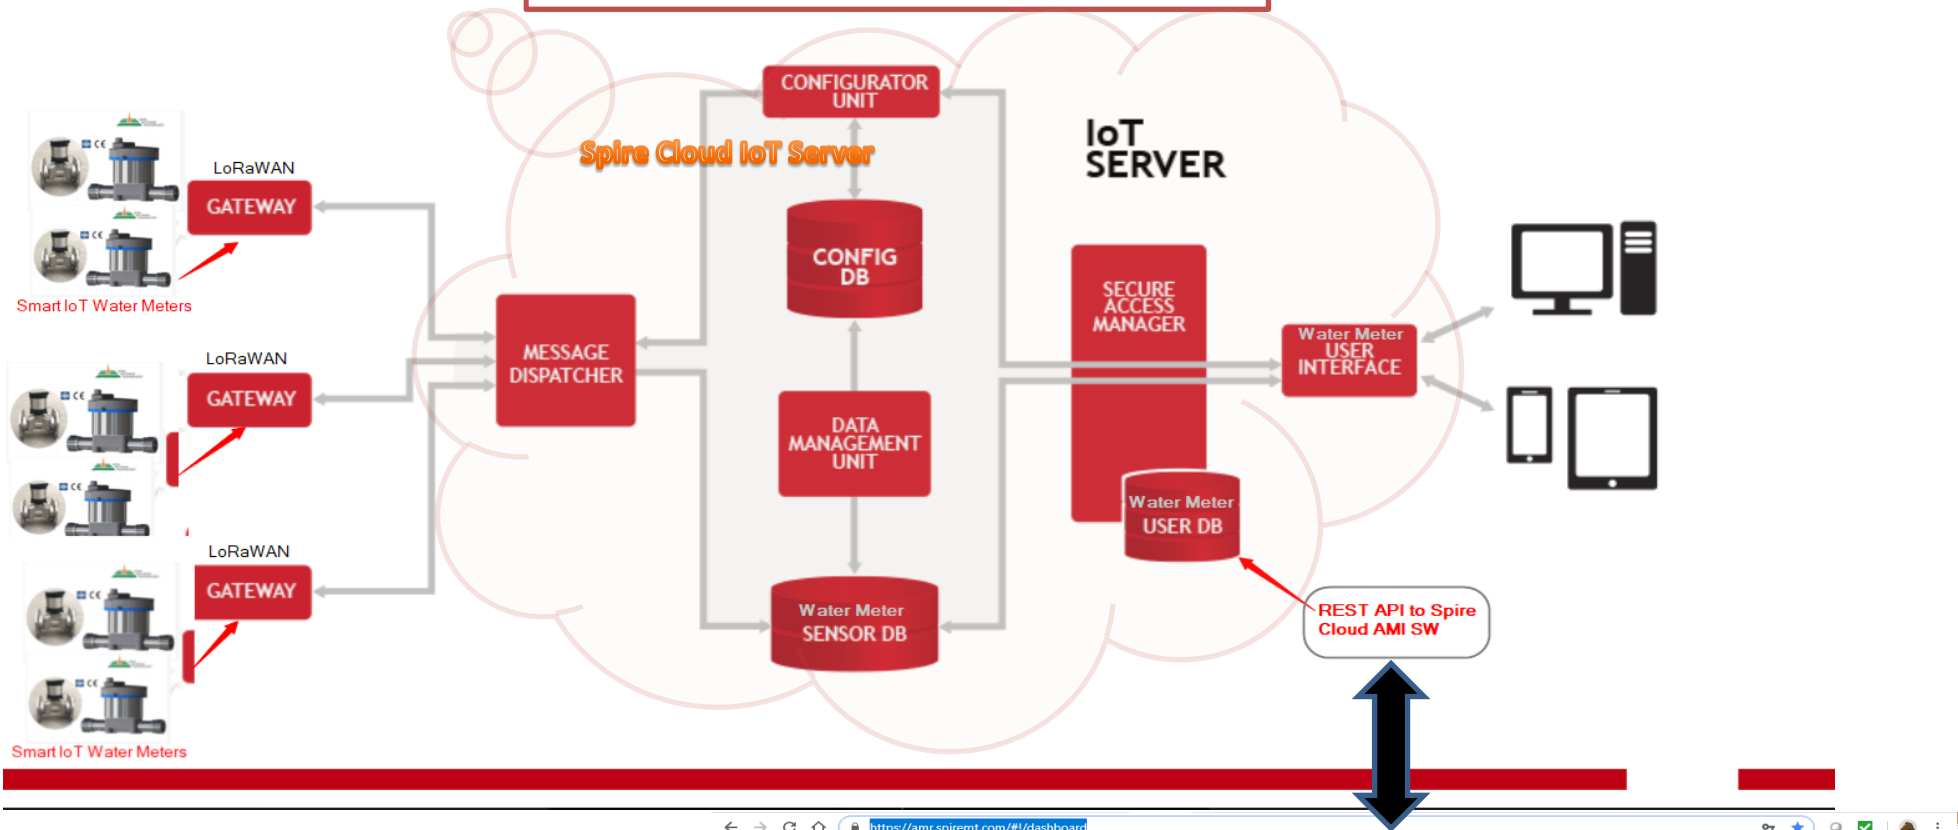 CONFIGURATOR
UNIT
Spire Cloud IoT Server
IoT
SERVER
LoRaWAN
GATEWAY
Smart IoT Water Meters
CONFIG
DB
SECURE
ACCESS
MANAGER
MESSAGE
DISPATCHER
Water Meter
USER
INTERFACE
LoRaWAN
GATEWAY
DATA
MANAGEMENT
UNIT
Water Meter
USER DB
LoRaWAN
GATEWAY
Water Meter
SENSOR DB
REST API to Spire
Cloud AMI SW
Smart IoT Water Meters
https://amr.spiremt.com/#!/dashboard